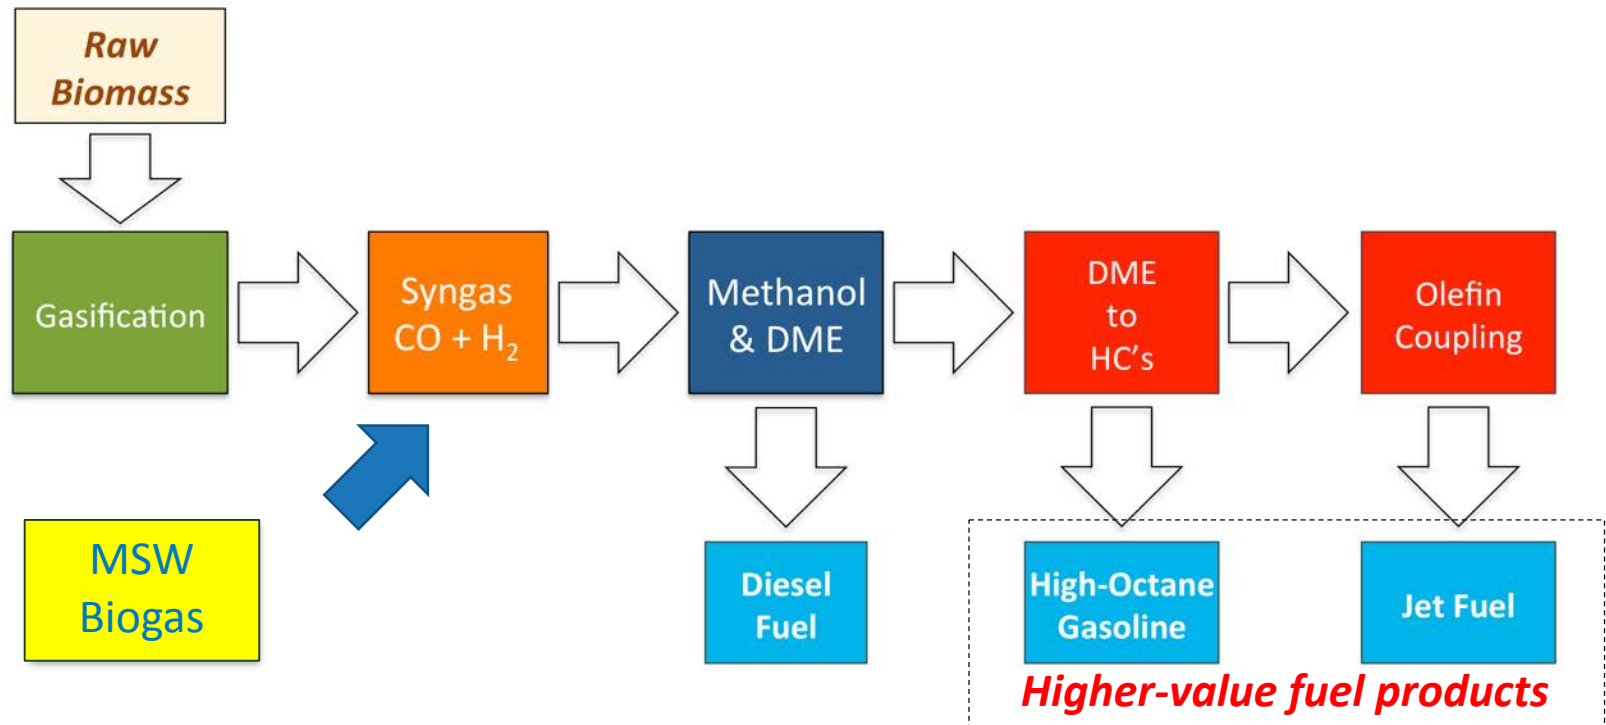 Raw
Biomass
Gasification
Syngas
CO + H₂
Methanol
& DME
DME
to
HC's
Olefin
Coupling
MSW
Biogas
Diesel
Fuel
High-Octane
Gasoline
Jet Fuel
Higher-value fuel products